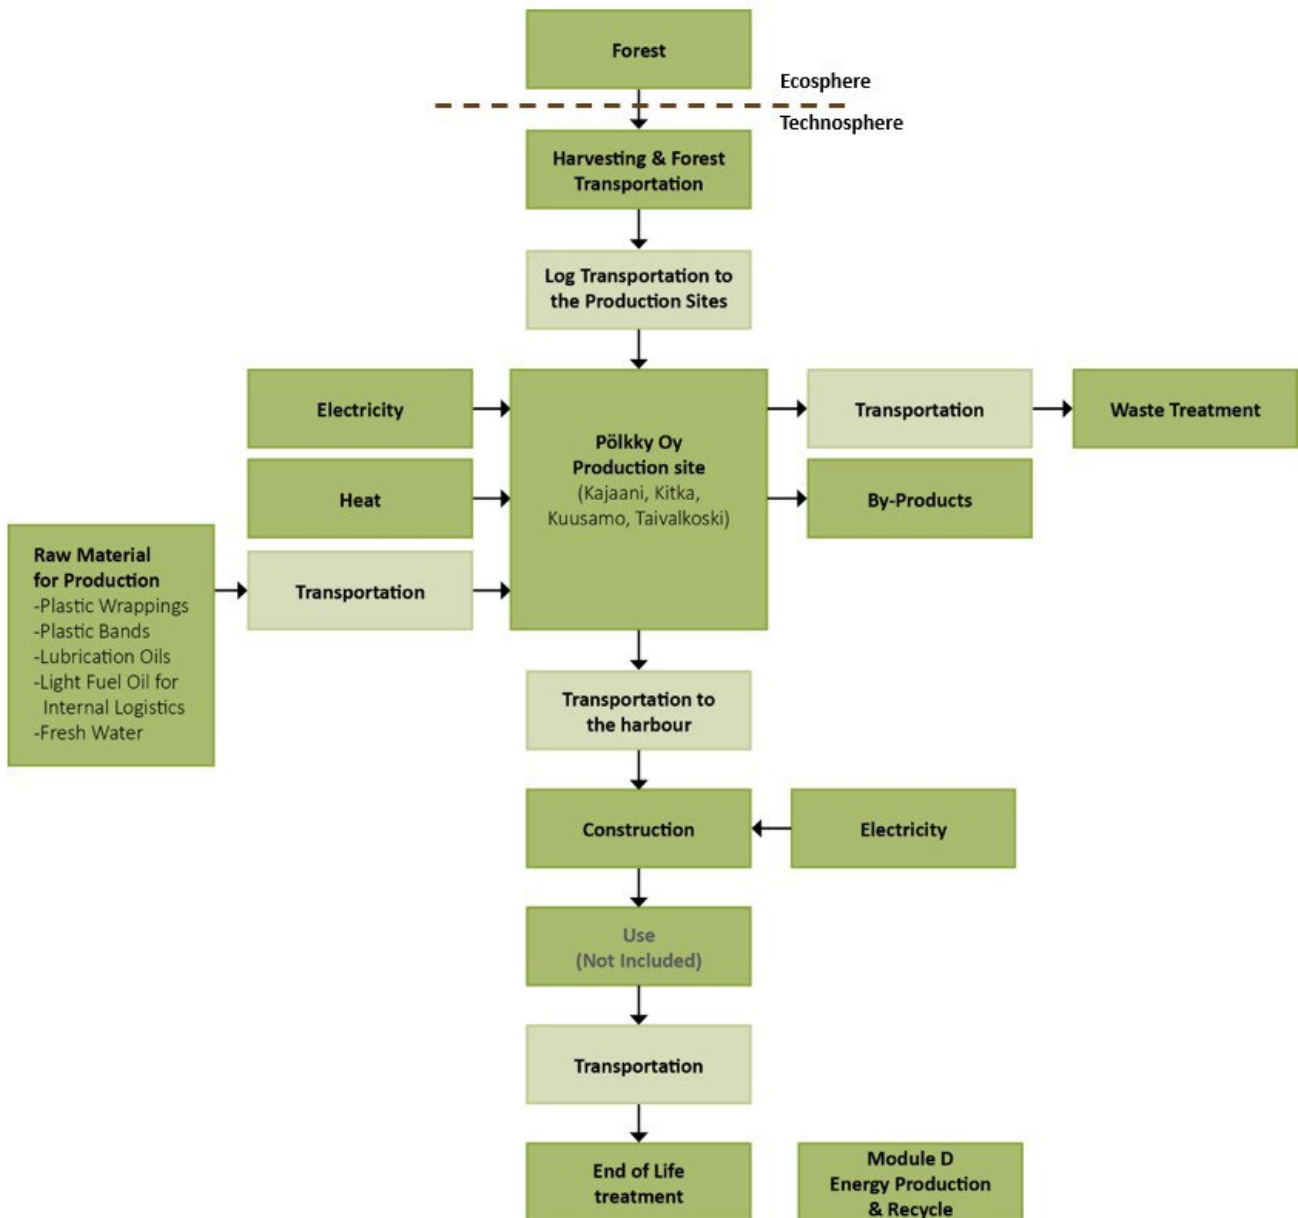 Forest
Ecosphere
Technosphere
Harvesting & Forest
Transportation
Log Transportation to
the Production Sites
Electricity
Heat
Raw Material
for Production
-Plastic Wrappings
-Plastic Bands
-Lubrication Oils
-Light Fuel Oil for
Internal Logistics
-Fresh Water
Transportation
Pölkky Oy
Production site
(Kajaani, Kitka,
Kuusamo, Taivalkoski)
Transportation
Waste Treatment
By-Products
Transportation to
the harbour
Construction
Electricity
Use
(Not Included)
Transportation
End of Life
treatment
Module D
Energy Production
& Recycle